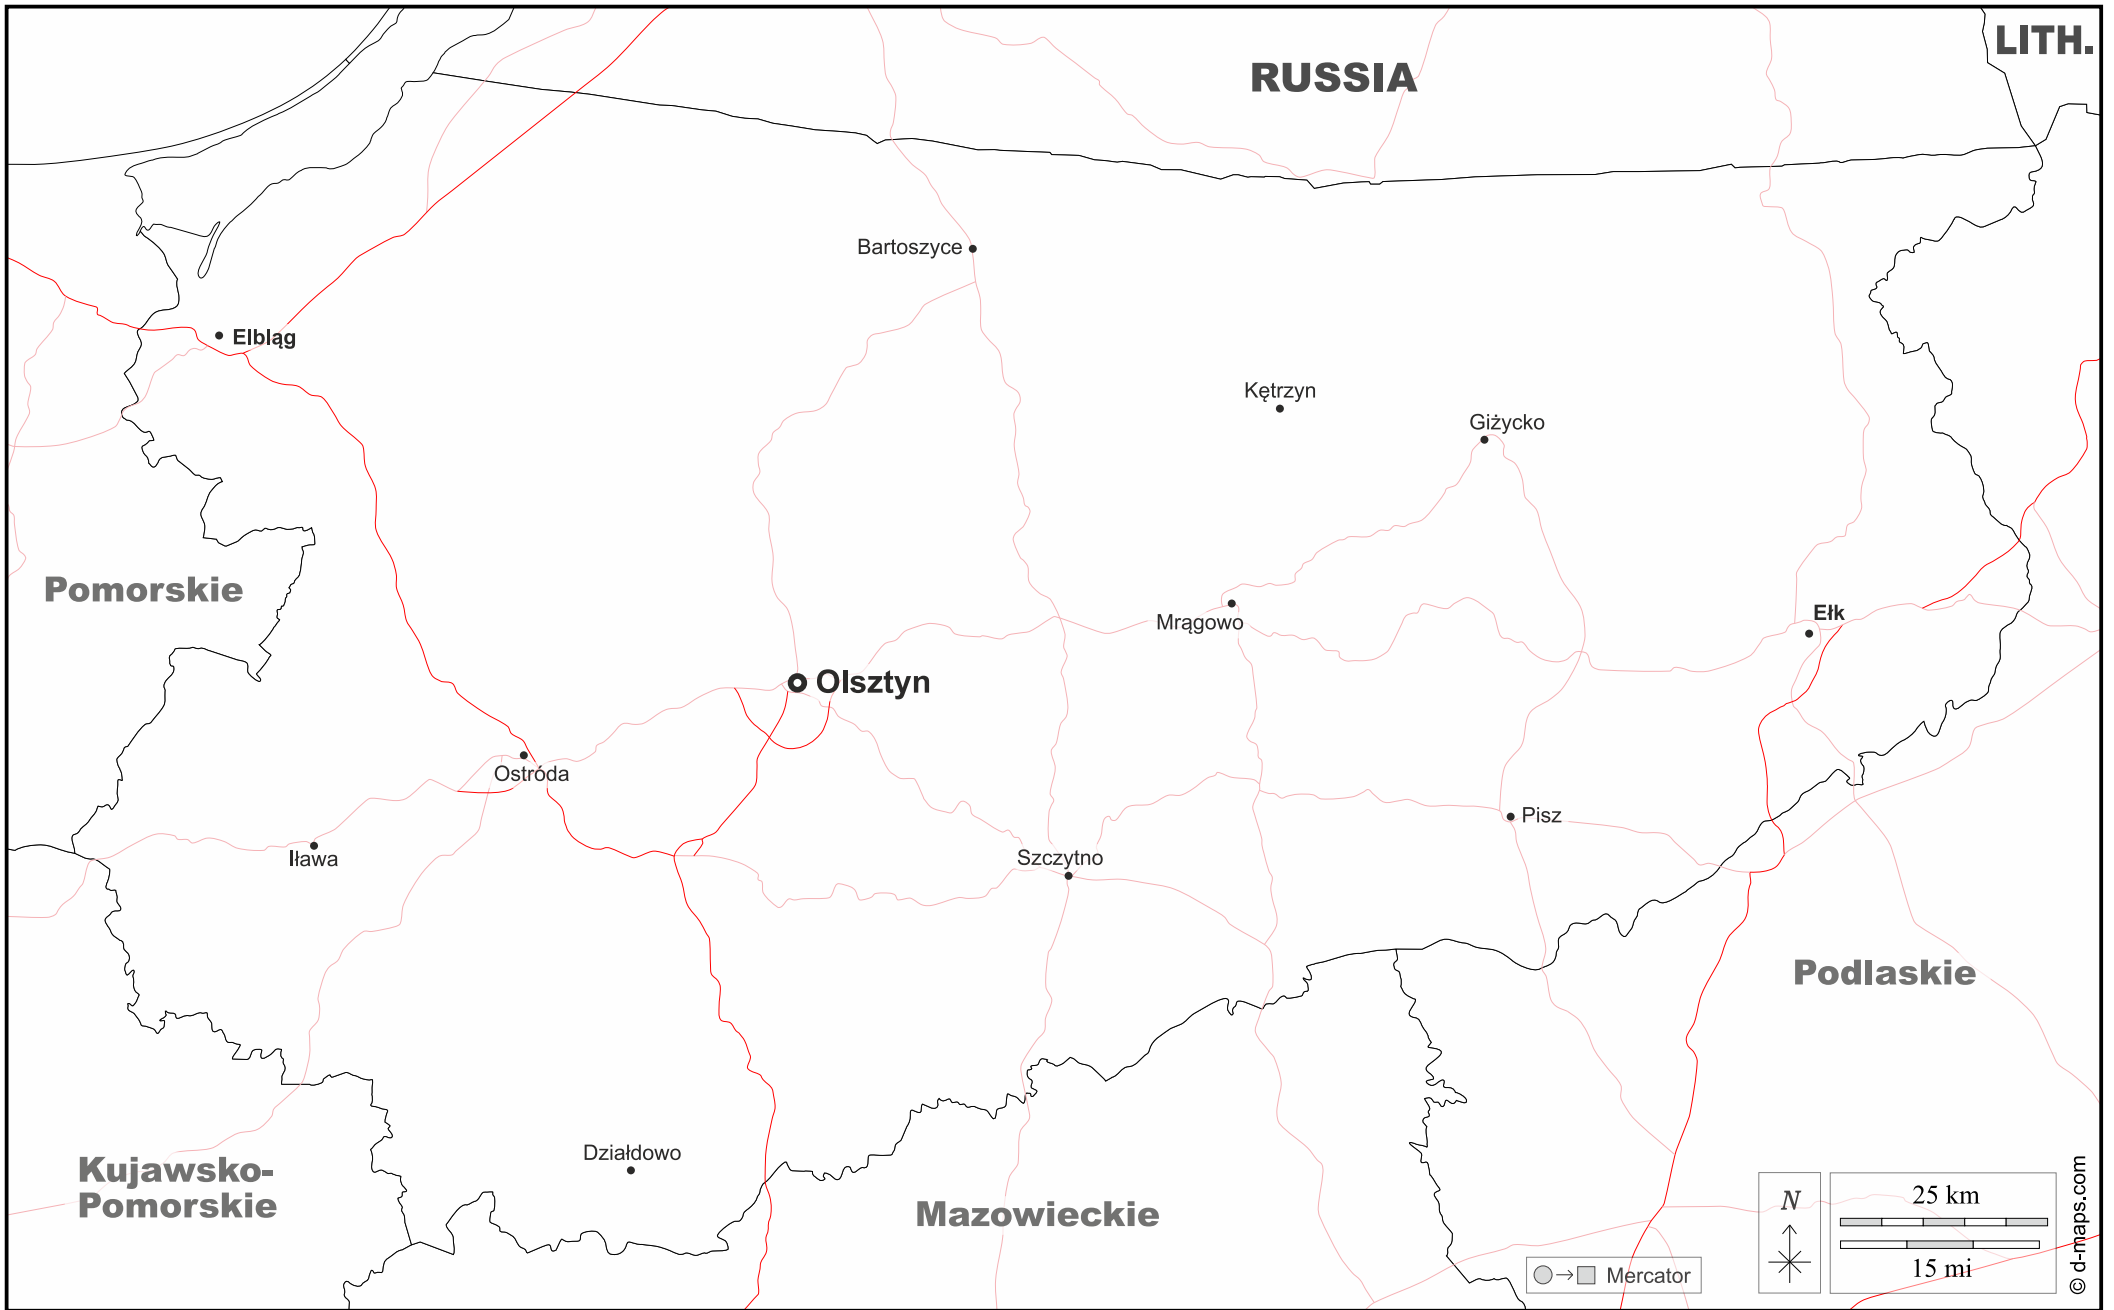 LITH.
RUSSIA
Bartoszyce
Elbląg
Kętrzyn
Giżycko
Pomorskie
Mrągowo
Ełk
Olsztyn
Ostróda
Pisz
Iława
Szczytno
Podlaskie
Działdowo
Kujawsko-
Pomorskie
Mazowieckie
N
25 km
15 mi
Mercator
© d-maps.com